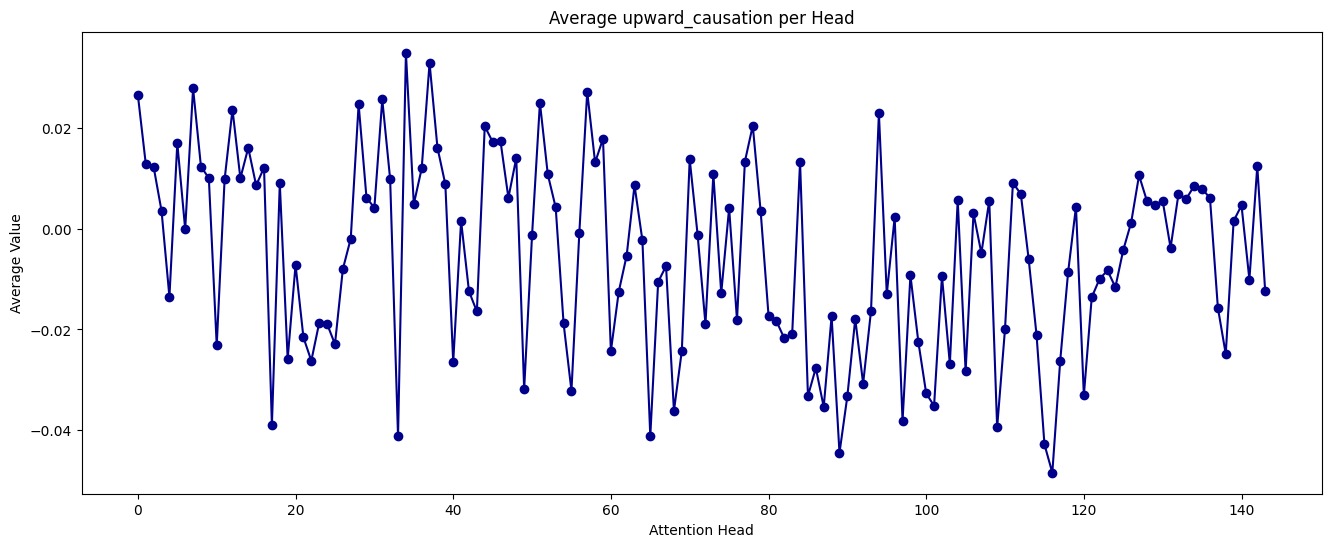 Average upward_causation per Head
Average Value
0.02
0.00
−0.02
−0.04
0 20 40 60 80 100 120 140
Attention Head